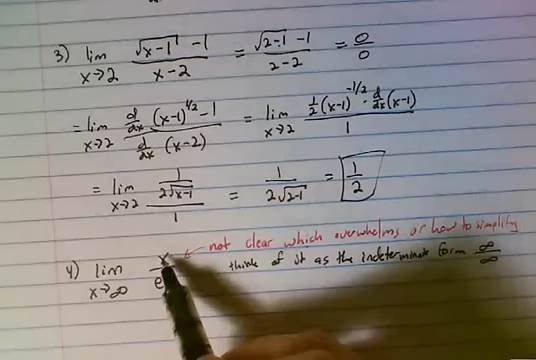 3) lim x→2 (√(x-1) -1)/(x-2) = (√(2-1) -1)/(2-2) = 0/0
= lim x→2 (d/dx (x-1)^1/2 -1)/(d/dx (x-2)) = lim x→2 (1/2 (x-1)^-1/2 · d/dx (x-1))/1
= lim x→2 (1/(2√(x-1)))/1 = 1/(2√(2-1)) = 1/2
not clear which overwhelms or how to simplify
4) lim x→∞ x/e think of it as the indeterminate form ∞/∞